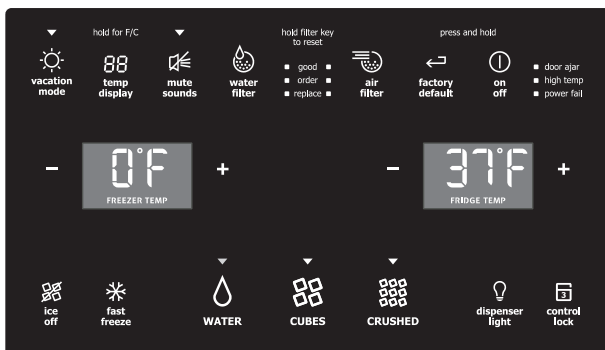 hold for F/C
hold filter key
to reset
press and hold
88
vacation
mode
temp
display
mute
sounds
water
filter
good
order
replace
air
filter
factory
default
on
off
door ajar
high temp
power fail
- 0°F +
FREEZER TEMP
- 37°F +
FRIDGE TEMP
ice
off
fast
freeze
WATER
CUBES
CRUSHED
dispenser
light
3
control
lock